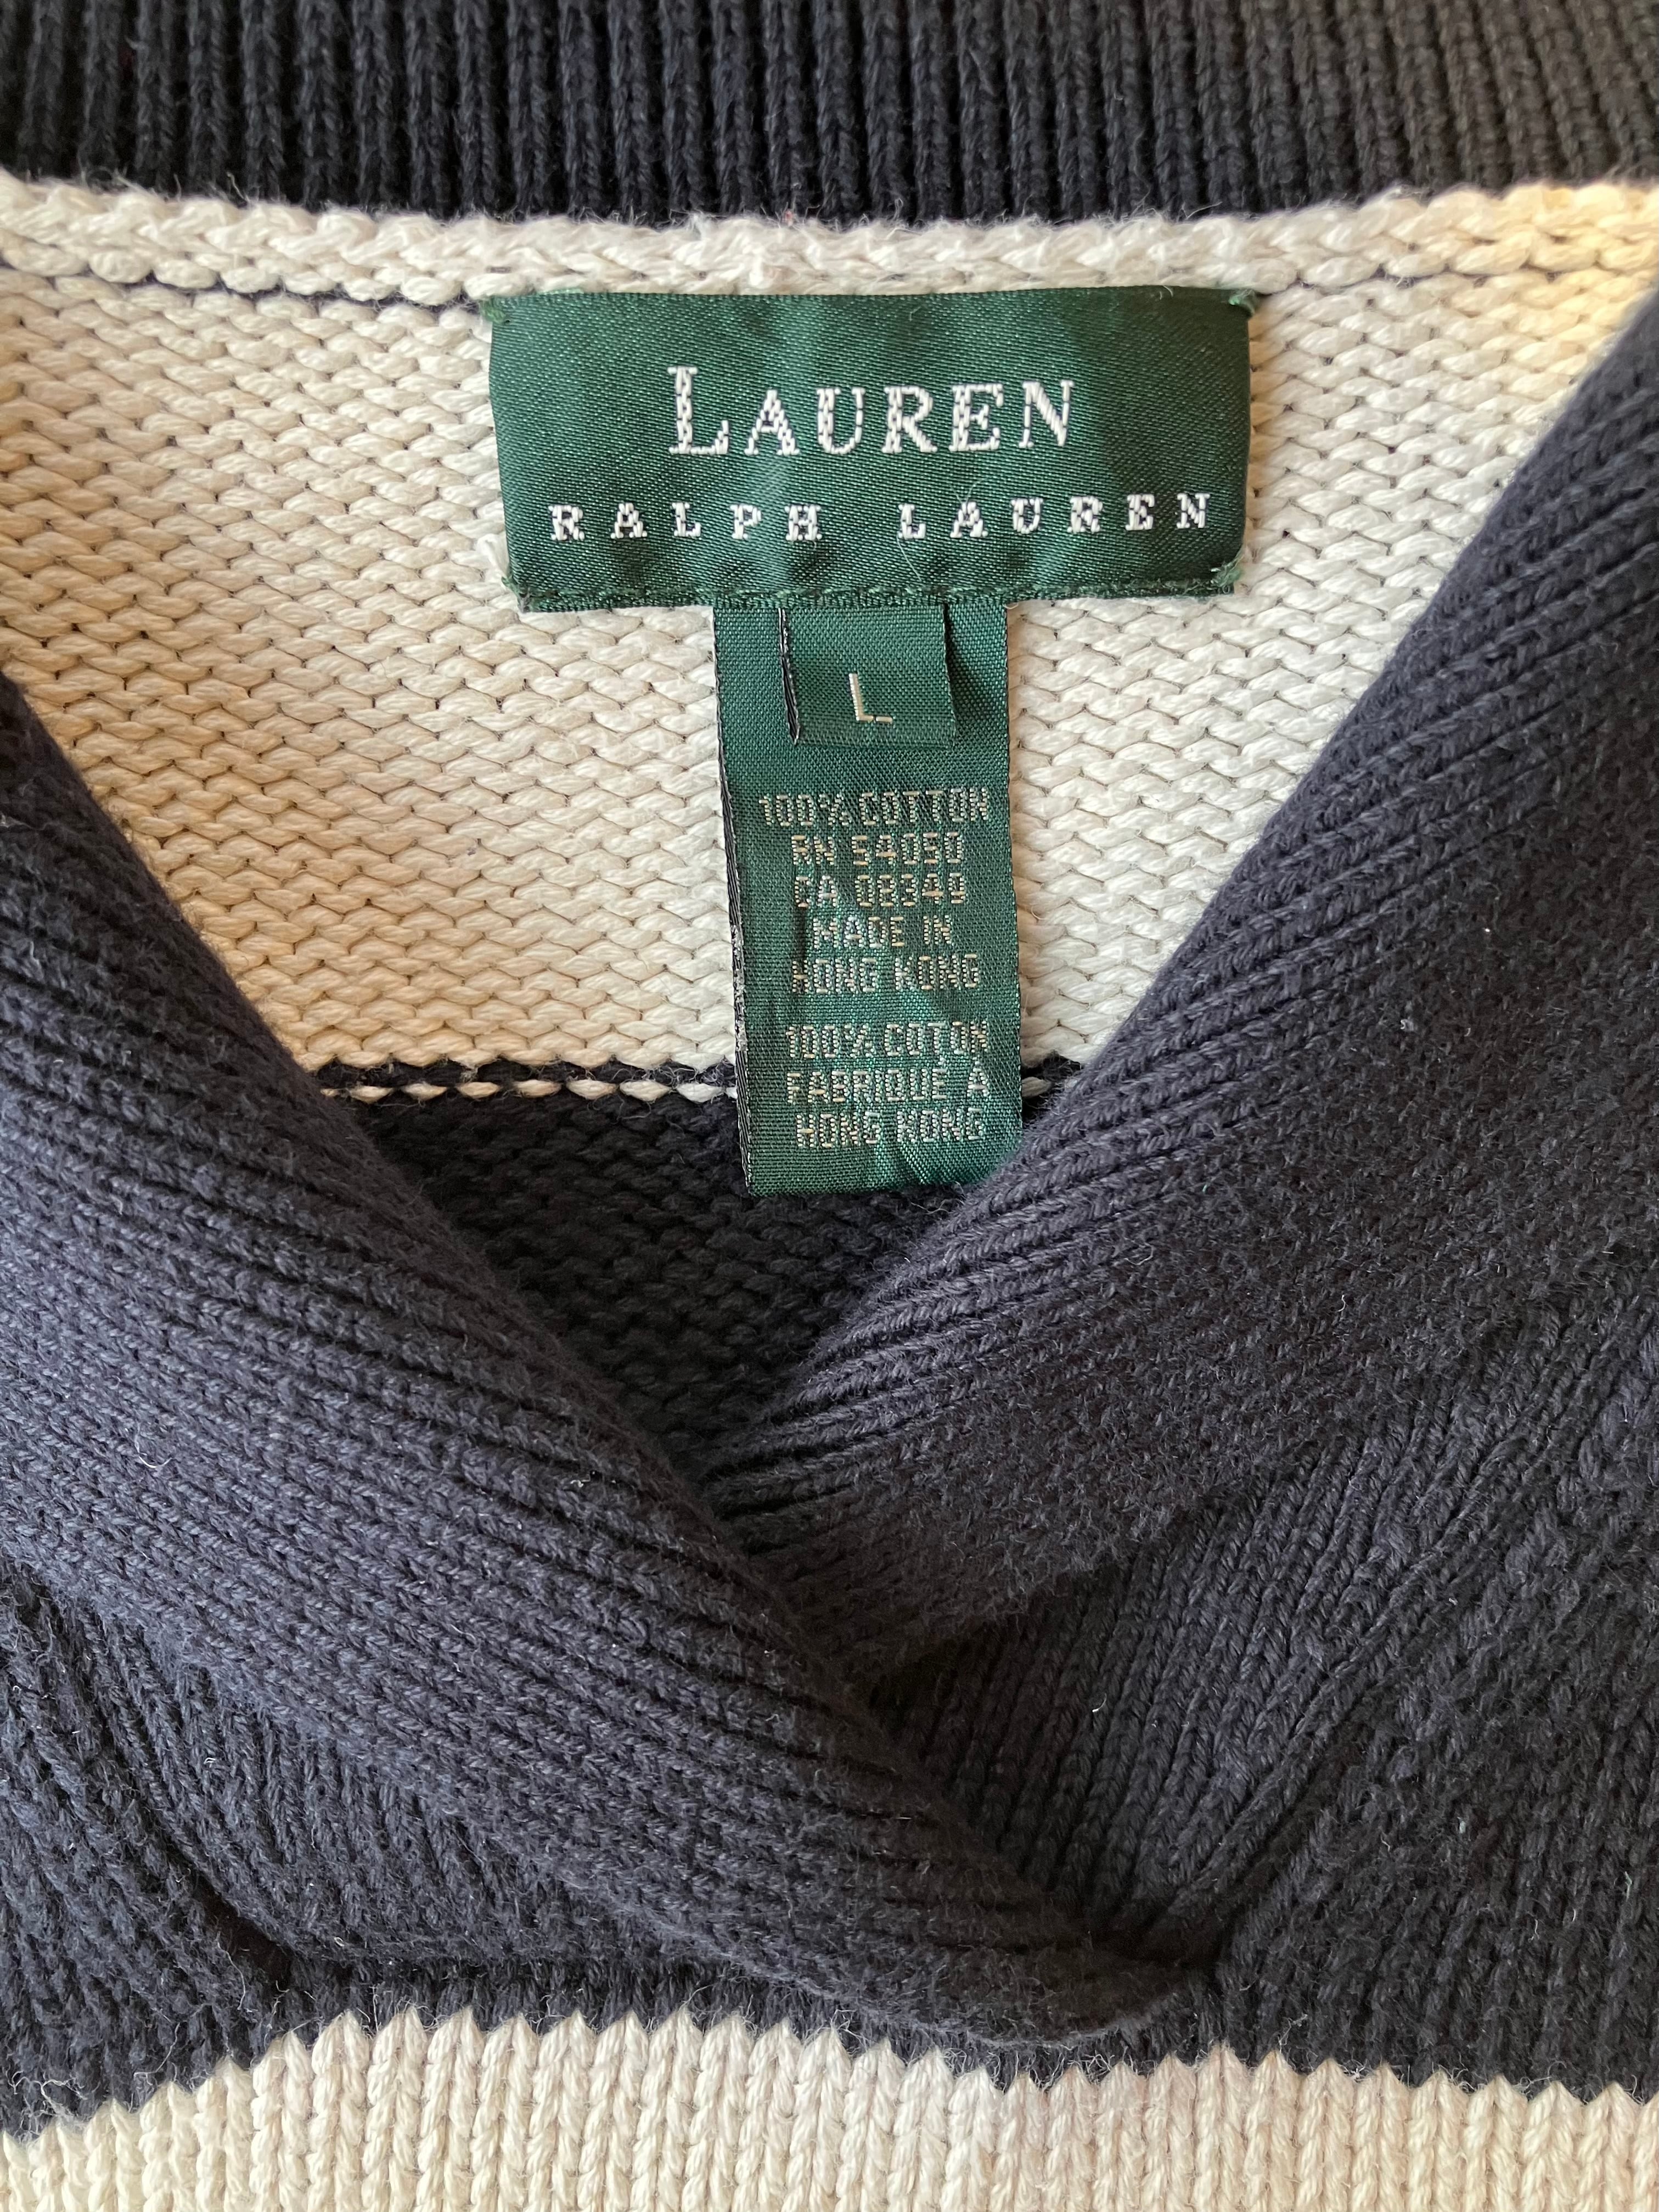 LAUREN
RALPH LAUREN
L
100% COTTON
RN 54050
CA 08349
MADE IN
HONG KONG
100% COTON
FABRIQUE A
HONG KONG